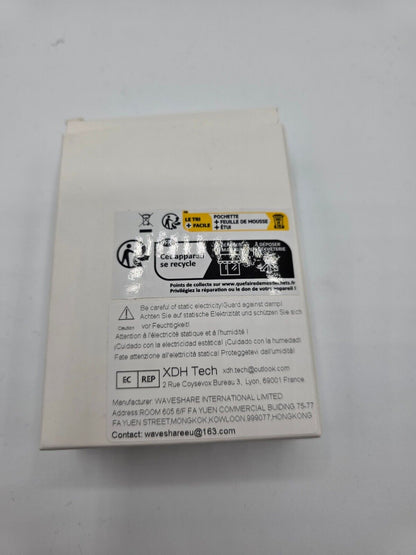 LE TRI
+ FACILE
POCHETTE
+ FEUILLE DE MOUSSE
+ ÉTUI
FR
Cet appareil
se recycle
À DÉPOSER
Points de collecte sur www.quefairedemesdechets.fr
Privilégiez la réparation ou le don de votre appareil !
Be careful of static electricity!Guard against damp!
Achten Sie auf statische Elektrizität und schützen Sie sich
Caution
vor Feuchtigkeit!
Attention à l'électricité statique et à l'humidité !
¡Cuidado con la electricidad estática! ¡Cuidado con la humedad!
Fate attenzione all'elettricità statica! Proteggetevi dall'umidità!
EC REP
XDH Tech xdh.tech@outlook.com
2 Rue Coysevox Bureau 3, Lyon, 69001 France.
Manufacturer: WAVESHARE INTERNATIONAL LIMITED
Address:ROOM 605 6/F FA YUEN COMMERCIAL BLIDING 75-77
FA YUEN STREET,MONGKOK,KOWLOON,999077,HONGKONG
Contact: waveshareeu@163.com